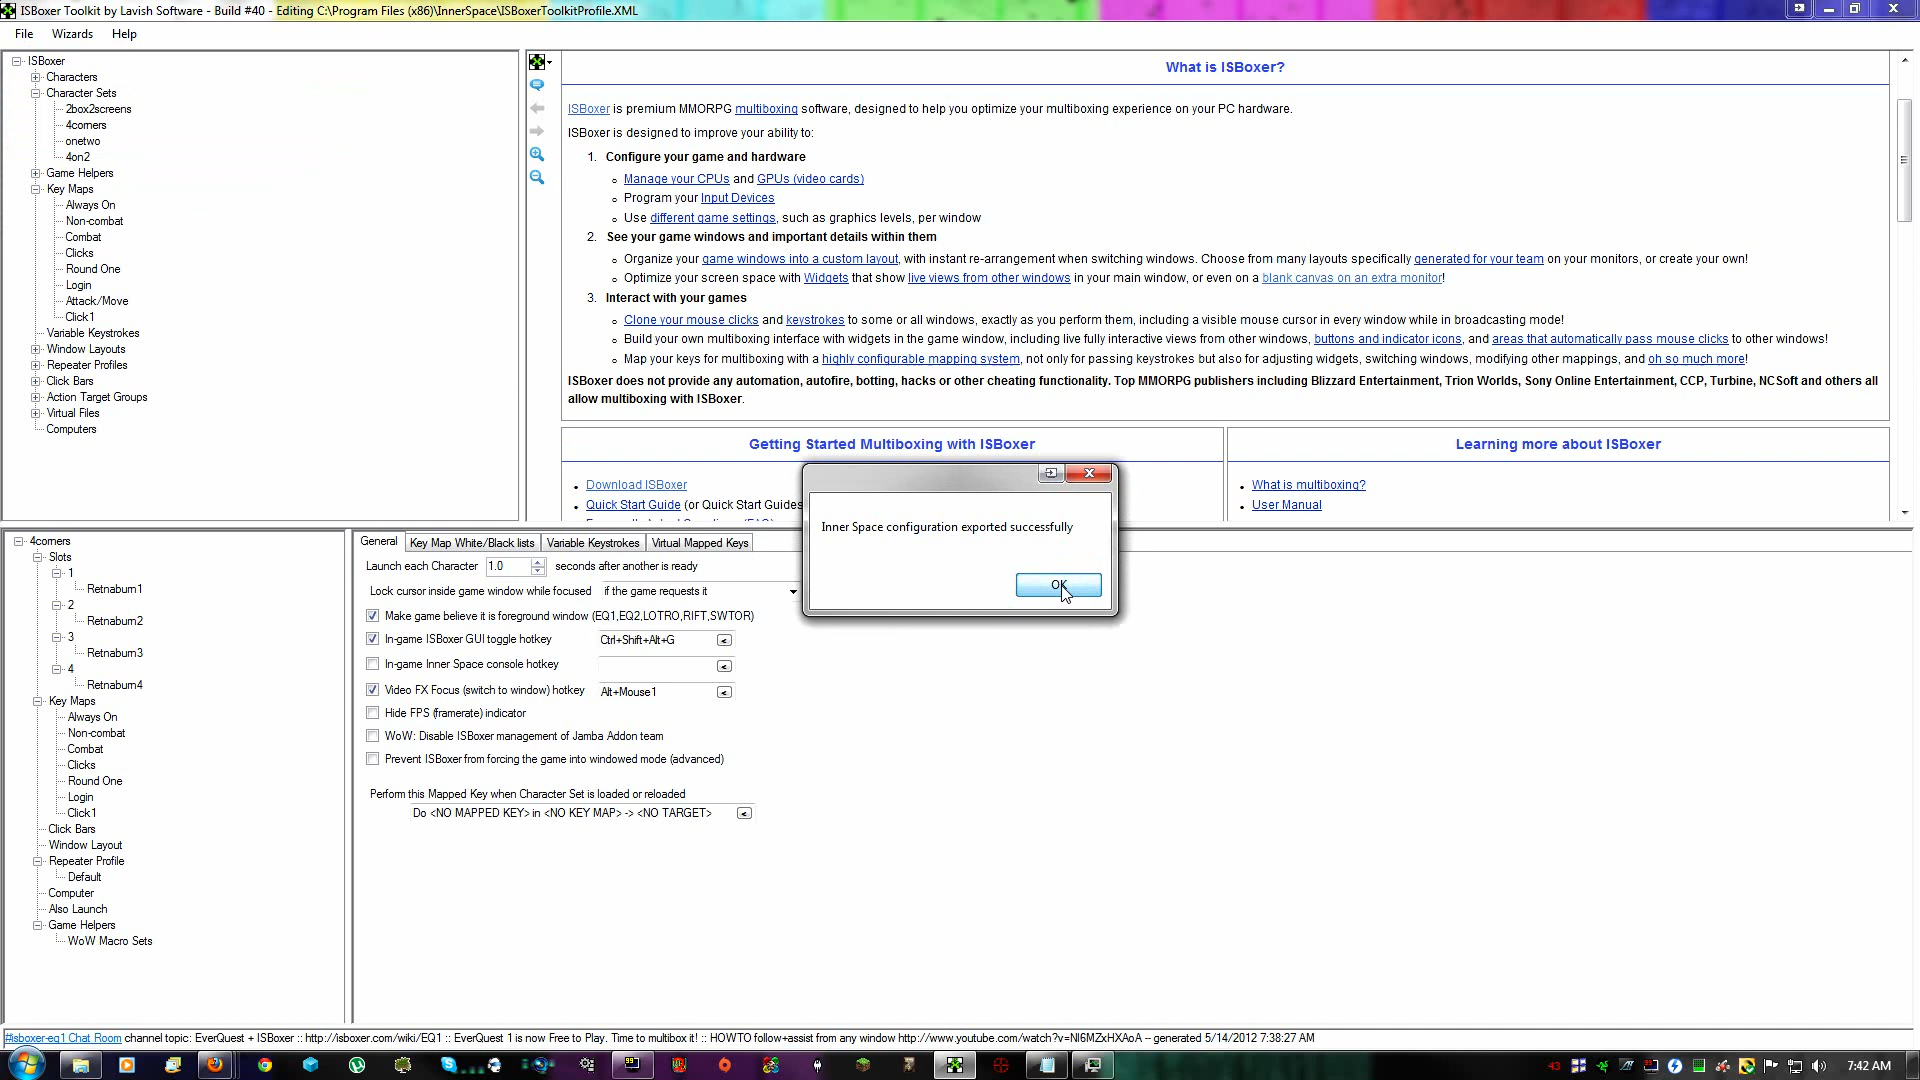 ISBoxer Toolkit by Lavish Software - Build #40 - Editing C:\Program Files (x86)\InnerSpace\ISBoxerToolkitProfile.XML
File Wizards Help
ISBoxer
Characters
Character Sets
2box2screens
4corners
onetwo
4on2
Game Helpers
Key Maps
Always On
Non-combat
Combat
Clicks
Round One
Login
Attack/Move
Click1
Variable Keystrokes
Window Layouts
Repeater Profiles
Click Bars
Action Target Groups
Virtual Files
Computers
What is ISBoxer?
ISBoxer is premium MMORPG multiboxing software, designed to help you optimize your multiboxing experience on your PC hardware.
ISBoxer is designed to improve your ability to:
1. Configure your game and hardware
Manage your CPUs and GPUs (video cards)
Program your Input Devices
Use different game settings, such as graphics levels, per window
2. See your game windows and important details within them
Organize your game windows into a custom layout, with instant re-arrangement when switching windows. Choose from many layouts specifically generated for your team on your monitors, or create your own!
Optimize your screen space with Widgets that show live views from other windows in your main window, or even on a blank canvas on an extra monitor!
3. Interact with your games
Clone your mouse clicks and keystrokes to some or all windows, exactly as you perform them, including a visible mouse cursor in every window while in broadcasting mode!
Build your own multiboxing interface with widgets in the game window, including live fully interactive views from other windows, buttons and indicator icons, and areas that automatically pass mouse clicks to other windows!
Map your keys for multiboxing with a highly configurable mapping system, not only for passing keystrokes but also for adjusting widgets, switching windows, modifying other mappings, and oh so much more!
ISBoxer does not provide any automation, autofire, botting, hacks or other cheating functionality. Top MMORPG publishers including Blizzard Entertainment, Trion Worlds, Sony Online Entertainment, CCP, Turbine, NCSoft and others all
allow multiboxing with ISBoxer.
Getting Started Multiboxing with ISBoxer
Download ISBoxer
Quick Start Guide (or Quick Start Guides
Learning more about ISBoxer
What is multiboxing?
User Manual
Inner Space configuration exported successfully
OK
4corners
Slots
1
Retnabum1
2
Retnabum2
3
Retnabum3
4
Retnabum4
Key Maps
Always On
Non-combat
Combat
Clicks
Round One
Login
Click1
Click Bars
Window Layout
Repeater Profile
Default
Computer
Also Launch
Game Helpers
WoW Macro Sets
General Key Map White/Black lists Variable Keystrokes Virtual Mapped Keys
Launch each Character 1.0 seconds after another is ready
Lock cursor inside game window while focused if the game requests it
Make game believe it is foreground window (EQ1,EQ2,LOTRO,RIFT,SWTOR)
In-game ISBoxer GUI toggle hotkey Ctrl+Shift+Alt+G <
In-game Inner Space console hotkey <
Video FX Focus (switch to window) hotkey Alt+Mouse1 <
Hide FPS (framerate) indicator
WoW: Disable ISBoxer management of Jamba Addon team
Prevent ISBoxer from forcing the game into windowed mode (advanced)
Perform this Mapped Key when Character Set is loaded or reloaded
Do <NO MAPPED KEY> in <NO KEY MAP> -> <NO TARGET> <
#isboxer-eq1 Chat Room channel topic: EverQuest + ISBoxer :: http://isboxer.com/wiki/EQ1 :: EverQuest 1 is now Free to Play. Time to multibox it! :: HOWTO follow+assist from any window http://www.youtube.com/watch?v=NI6MZxHXAoA -- generated 5/14/2012 7:38:27 AM
43
7:42 AM